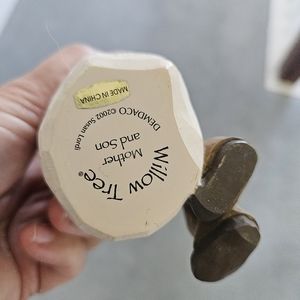 Willow Tree®
Mother
and Son
DEMDACO ©2002 Susan Lordi
MADE IN CHINA